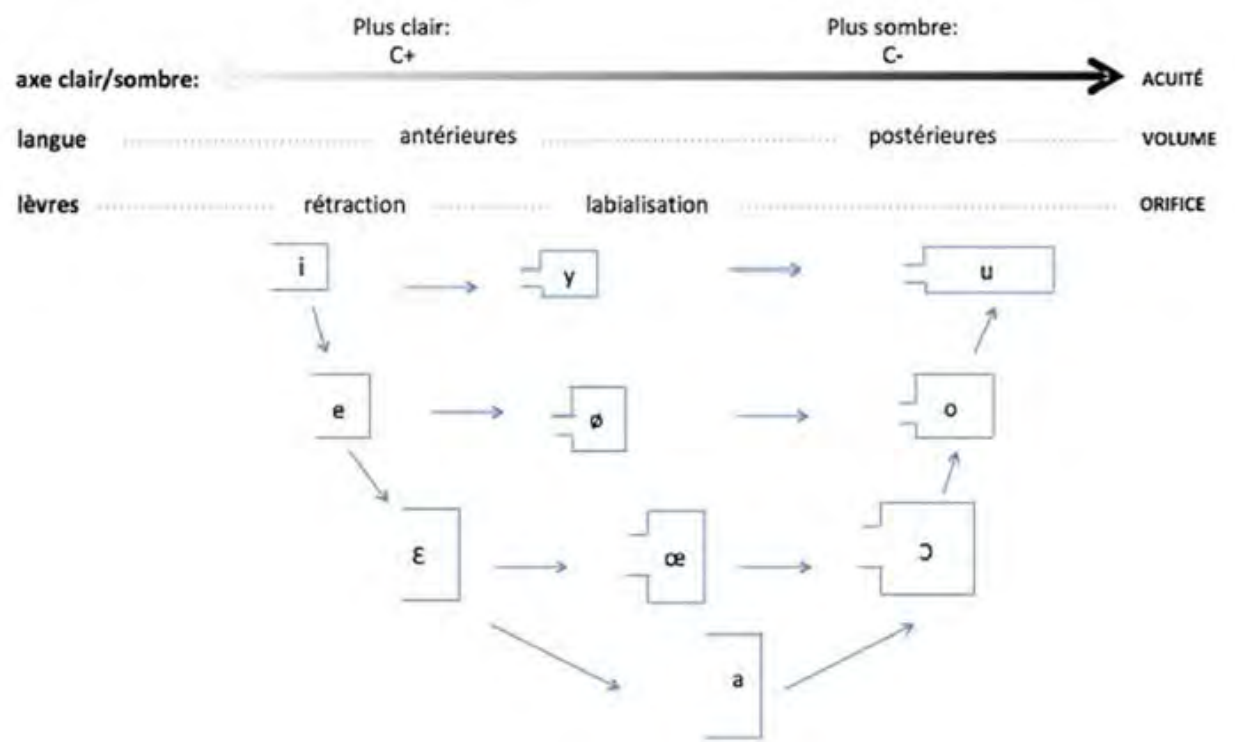 Plus clair: Plus sombre:
C+ C-
axe clair/sombre: ACUITÉ
langue antérieures postérieures VOLUME
lèvres rétraction labialisation ORIFICE
i y u
e ø o
ɛ œ ɔ
a